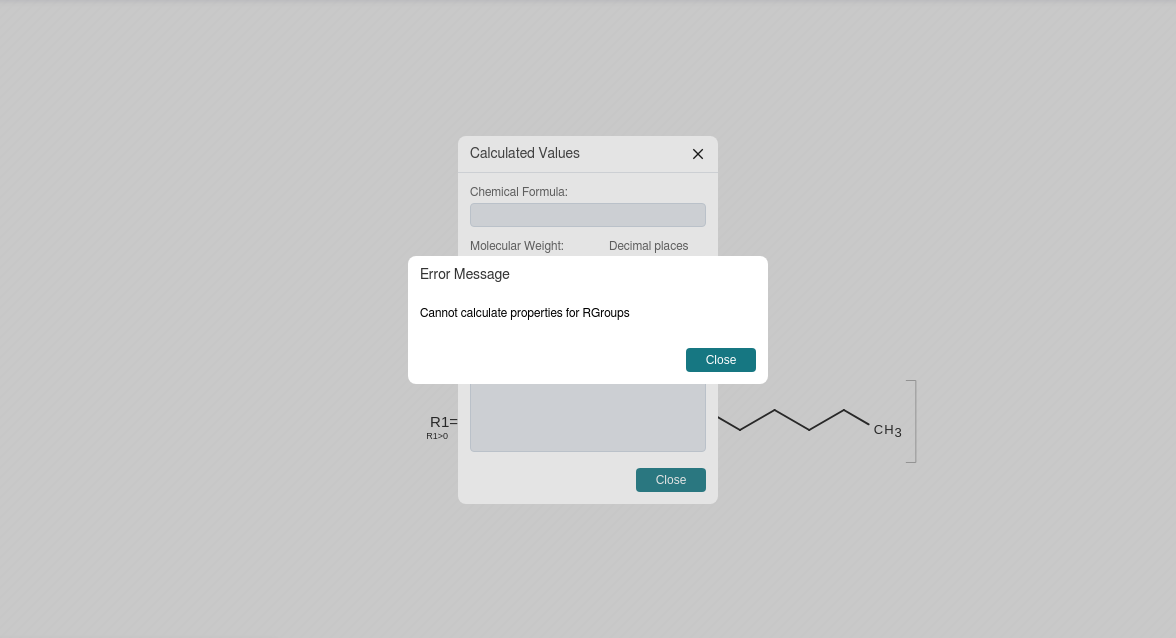 Calculated Values
Chemical Formula:
Molecular Weight: Decimal places
Error Message
Cannot calculate properties for RGroups
Close
R1=
R1>0
CH3
Close